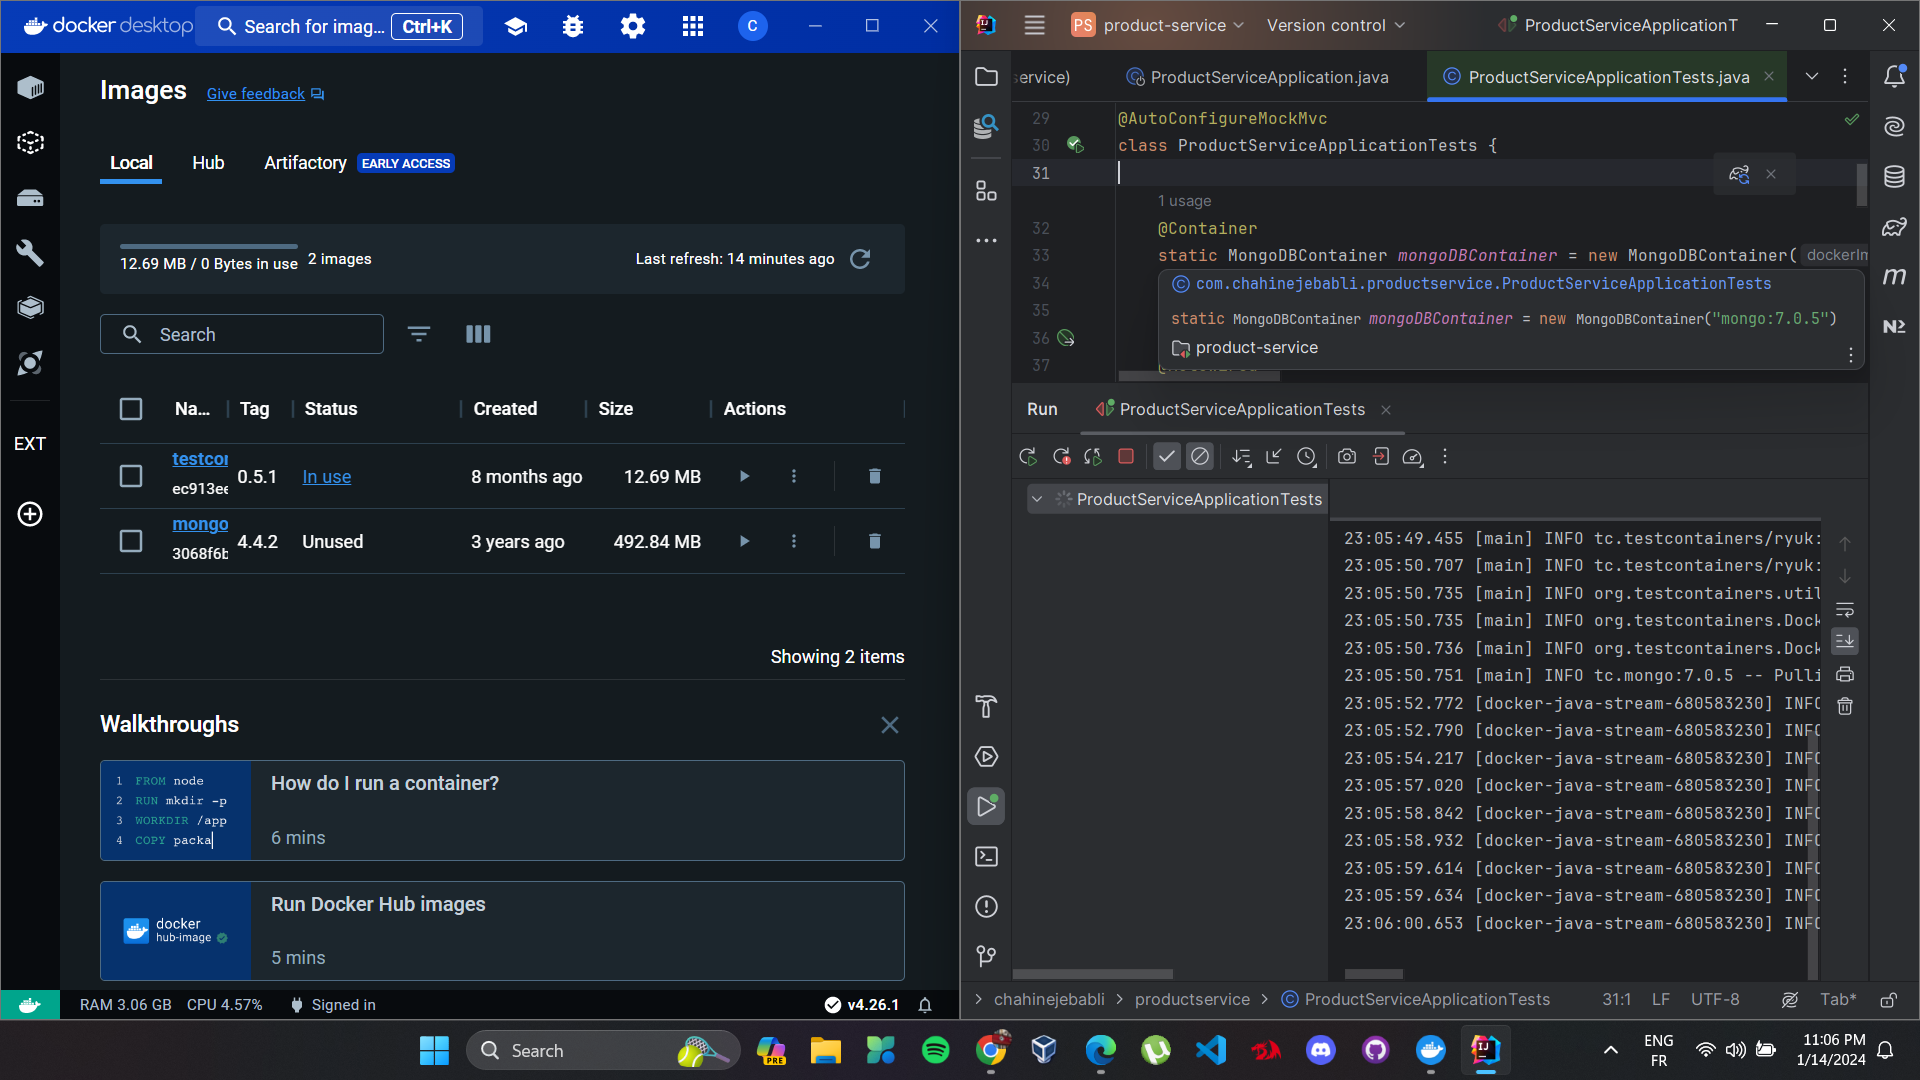 docker desktop
Search for imag... Ctrl+K
C
Images
Give feedback
Local
Hub
Artifactory EARLY ACCESS
12.69 MB / 0 Bytes in use
2 images
Last refresh: 14 minutes ago
Search
Na...
Tag
Status
Created
Size
Actions
testcon
ec913ee
0.5.1
In use
8 months ago
12.69 MB
mongo
3068f6b
4.4.2
Unused
3 years ago
492.84 MB
Showing 2 items
Walkthroughs
1 FROM node
2 RUN mkdir -p
3 WORKDIR /app
4 COPY packa
How do I run a container?
6 mins
docker
hub-image
Run Docker Hub images
5 mins
EXT
RAM 3.06 GB CPU 4.57%
Signed in
v4.26.1
PS product-service
Version control
ProductServiceApplicationT
service)
ProductServiceApplication.java
ProductServiceApplicationTests.java
29 @AutoConfigureMockMvc
30 class ProductServiceApplicationTests {
31
1 usage
32 @Container
33 static MongoDBContainer mongoDBContainer = new MongoDBContainer( dockerIm
34
com.chahinejebabli.productservice.ProductServiceApplicationTests
35
static MongoDBContainer mongoDBContainer = new MongoDBContainer("mongo:7.0.5")
36
product-service
37
Run
ProductServiceApplicationTests
ProductServiceApplicationTests
23:05:49.455 [main] INFO tc.testcontainers/ryuk:
23:05:50.707 [main] INFO tc.testcontainers/ryuk:
23:05:50.735 [main] INFO org.testcontainers.util
23:05:50.735 [main] INFO org.testcontainers.Dock
23:05:50.736 [main] INFO org.testcontainers.Dock
23:05:50.751 [main] INFO tc.mongo:7.0.5 -- Pulli
23:05:52.772 [docker-java-stream-680583230] INFO
23:05:52.790 [docker-java-stream-680583230] INFO
23:05:54.217 [docker-java-stream-680583230] INFO
23:05:57.020 [docker-java-stream-680583230] INFO
23:05:58.842 [docker-java-stream-680583230] INFO
23:05:58.932 [docker-java-stream-680583230] INFO
23:05:59.614 [docker-java-stream-680583230] INFO
23:05:59.634 [docker-java-stream-680583230] INFO
23:06:00.653 [docker-java-stream-680583230] INFO
chahinejebabli
productservice
ProductServiceApplicationTests
31:1 LF UTF-8
Tab*
Search
PRE
ENG
FR
11:06 PM
1/14/2024